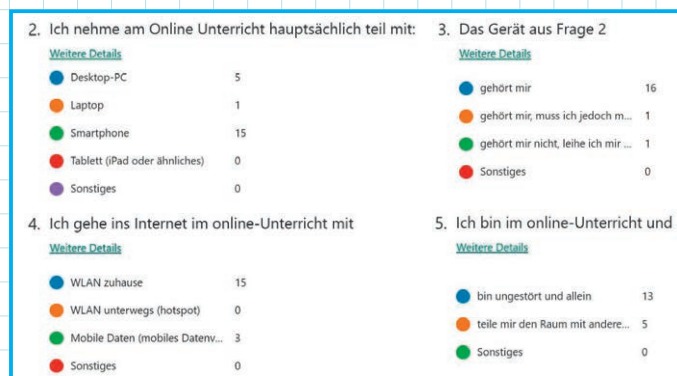 2. Ich nehme am Online Unterricht hauptsächlich teil mit:
Weitere Details
Desktop-PC 5
Laptop 1
Smartphone 15
Tablett (iPad oder ähnliches) 0
Sonstiges 0
3. Das Gerät aus Frage 2
Weitere Details
gehört mir 16
gehört mir, muss ich jedoch m... 1
gehört mir nicht, leihe ich mir ... 1
Sonstiges 0
4. Ich gehe ins Internet im online-Unterricht mit
Weitere Details
WLAN zuhause 15
WLAN unterwegs (hotspot) 0
Mobile Daten (mobiles Datenv... 3
Sonstiges 0
5. Ich bin im online-Unterricht und
Weitere Details
bin ungestört und allein 13
teile mir den Raum mit andere... 5
Sonstiges 0